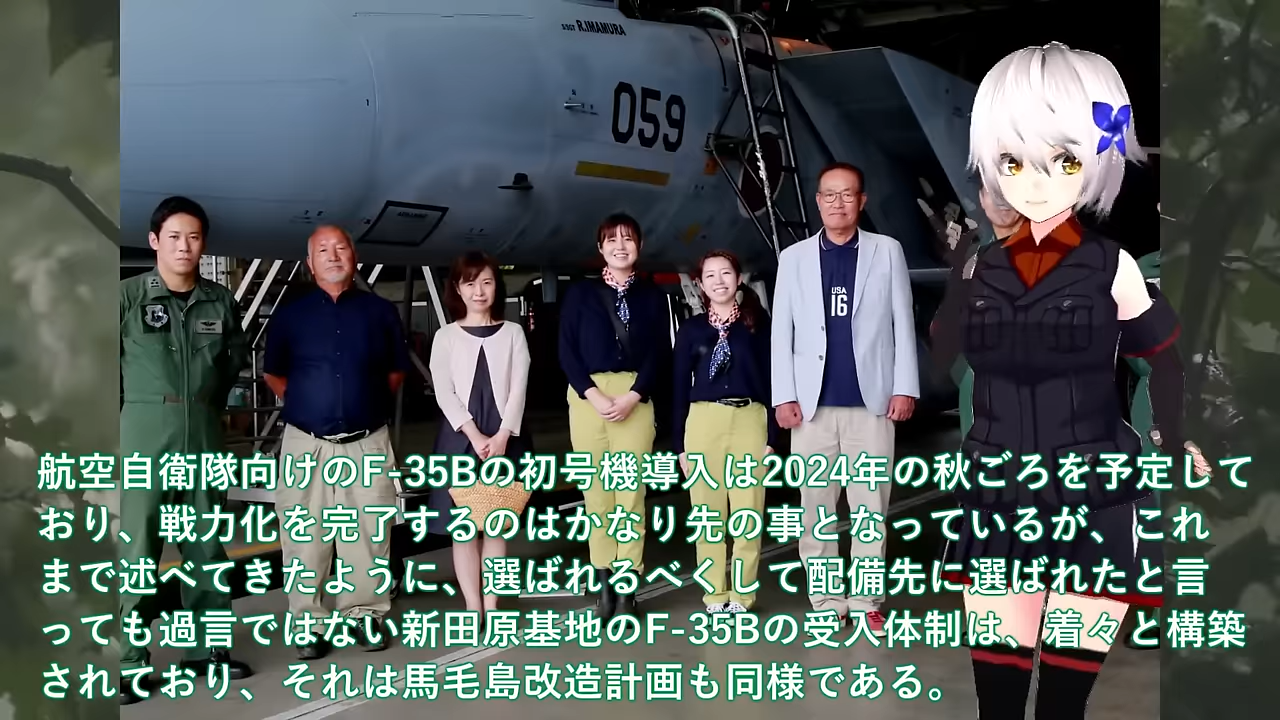 S/SGT R.IMAMURA
059
USA
16
航空自衛隊向けのF-35Bの初号機導入は2024年の秋ごろを予定して
おり、戦力化を完了するのはかなり先の事となっているが、これ
まで述べてきたように、選ばれるべくして配備先に選ばれたと言
っても過言ではない新田原基地のF-35Bの受入体制は、着々と構築
されており、それは馬毛島改造計画も同様である。